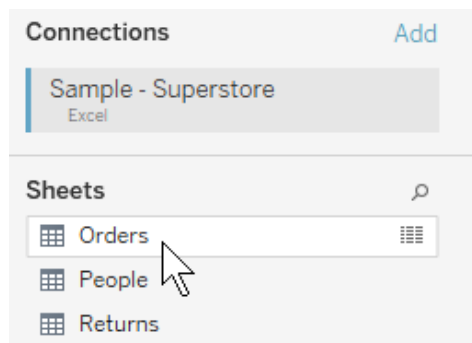 Connections Add
Sample - Superstore
Excel
Sheets
Orders
People
Returns